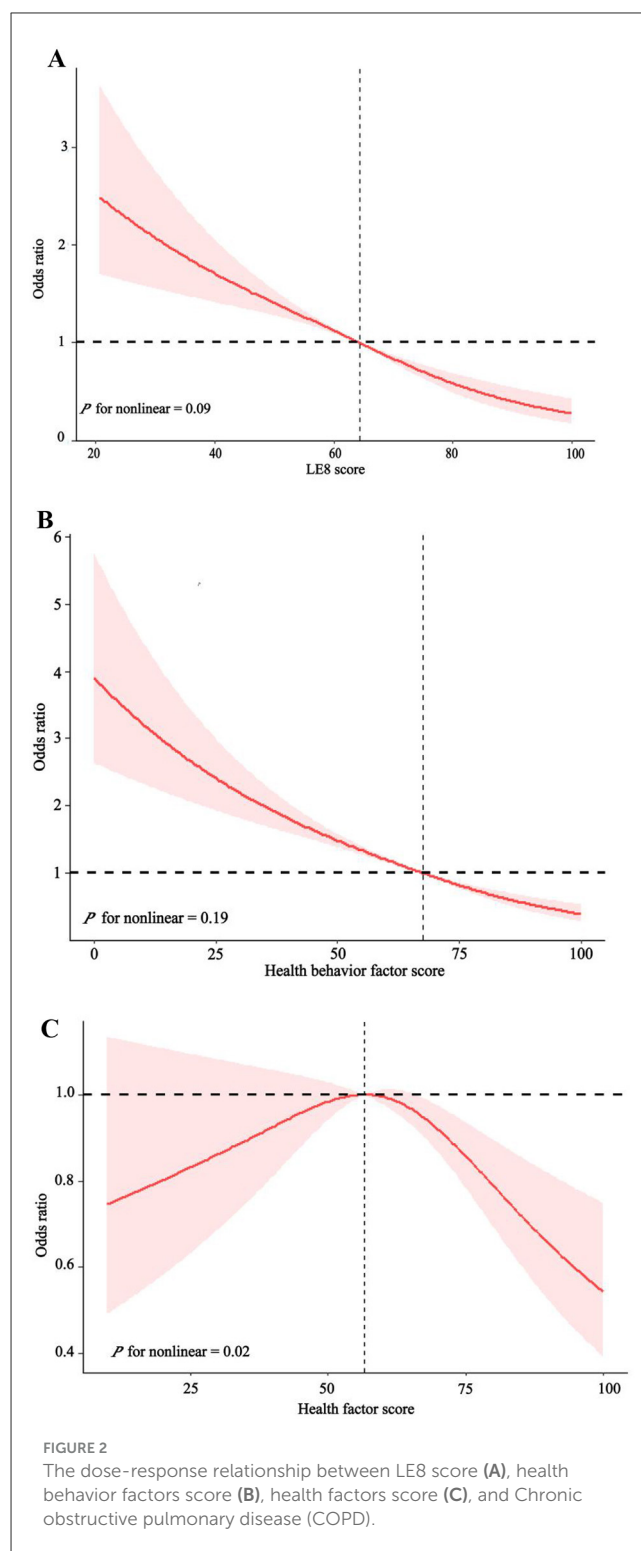 A
3
2
1
0
Odds ratio
P for nonlinear = 0.09
20 40 60 80 100
LE8 score
B
6
5
4
3
2
1
Odds ratio
P for nonlinear = 0.19
0 25 50 75 100
Health behavior factor score
C
1.0
0.8
0.6
0.4
Odds ratio
P for nonlinear = 0.02
25 50 75 100
Health factor score
FIGURE 2
The dose-response relationship between LE8 score (A), health
behavior factors score (B), health factors score (C), and Chronic
obstructive pulmonary disease (COPD).